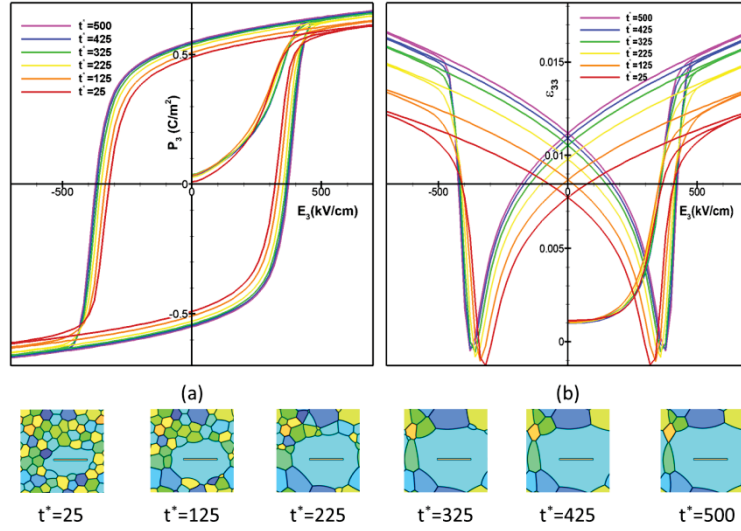 t*=500
t*=425
t*=325
t*=225
t*=125
t*=25
0.5
P₃ (C/m²)
-500
0
500
E₃(kV/cm)
-0.5
(a)
t*=500
t*=425
t*=325
t*=225
t*=125
t*=25
0.015
ε₃₃
0.01
-500
0
500
E₃(kV/cm)
0.005
0
(b)
t*=25
t*=125
t*=225
t*=325
t*=425
t*=500